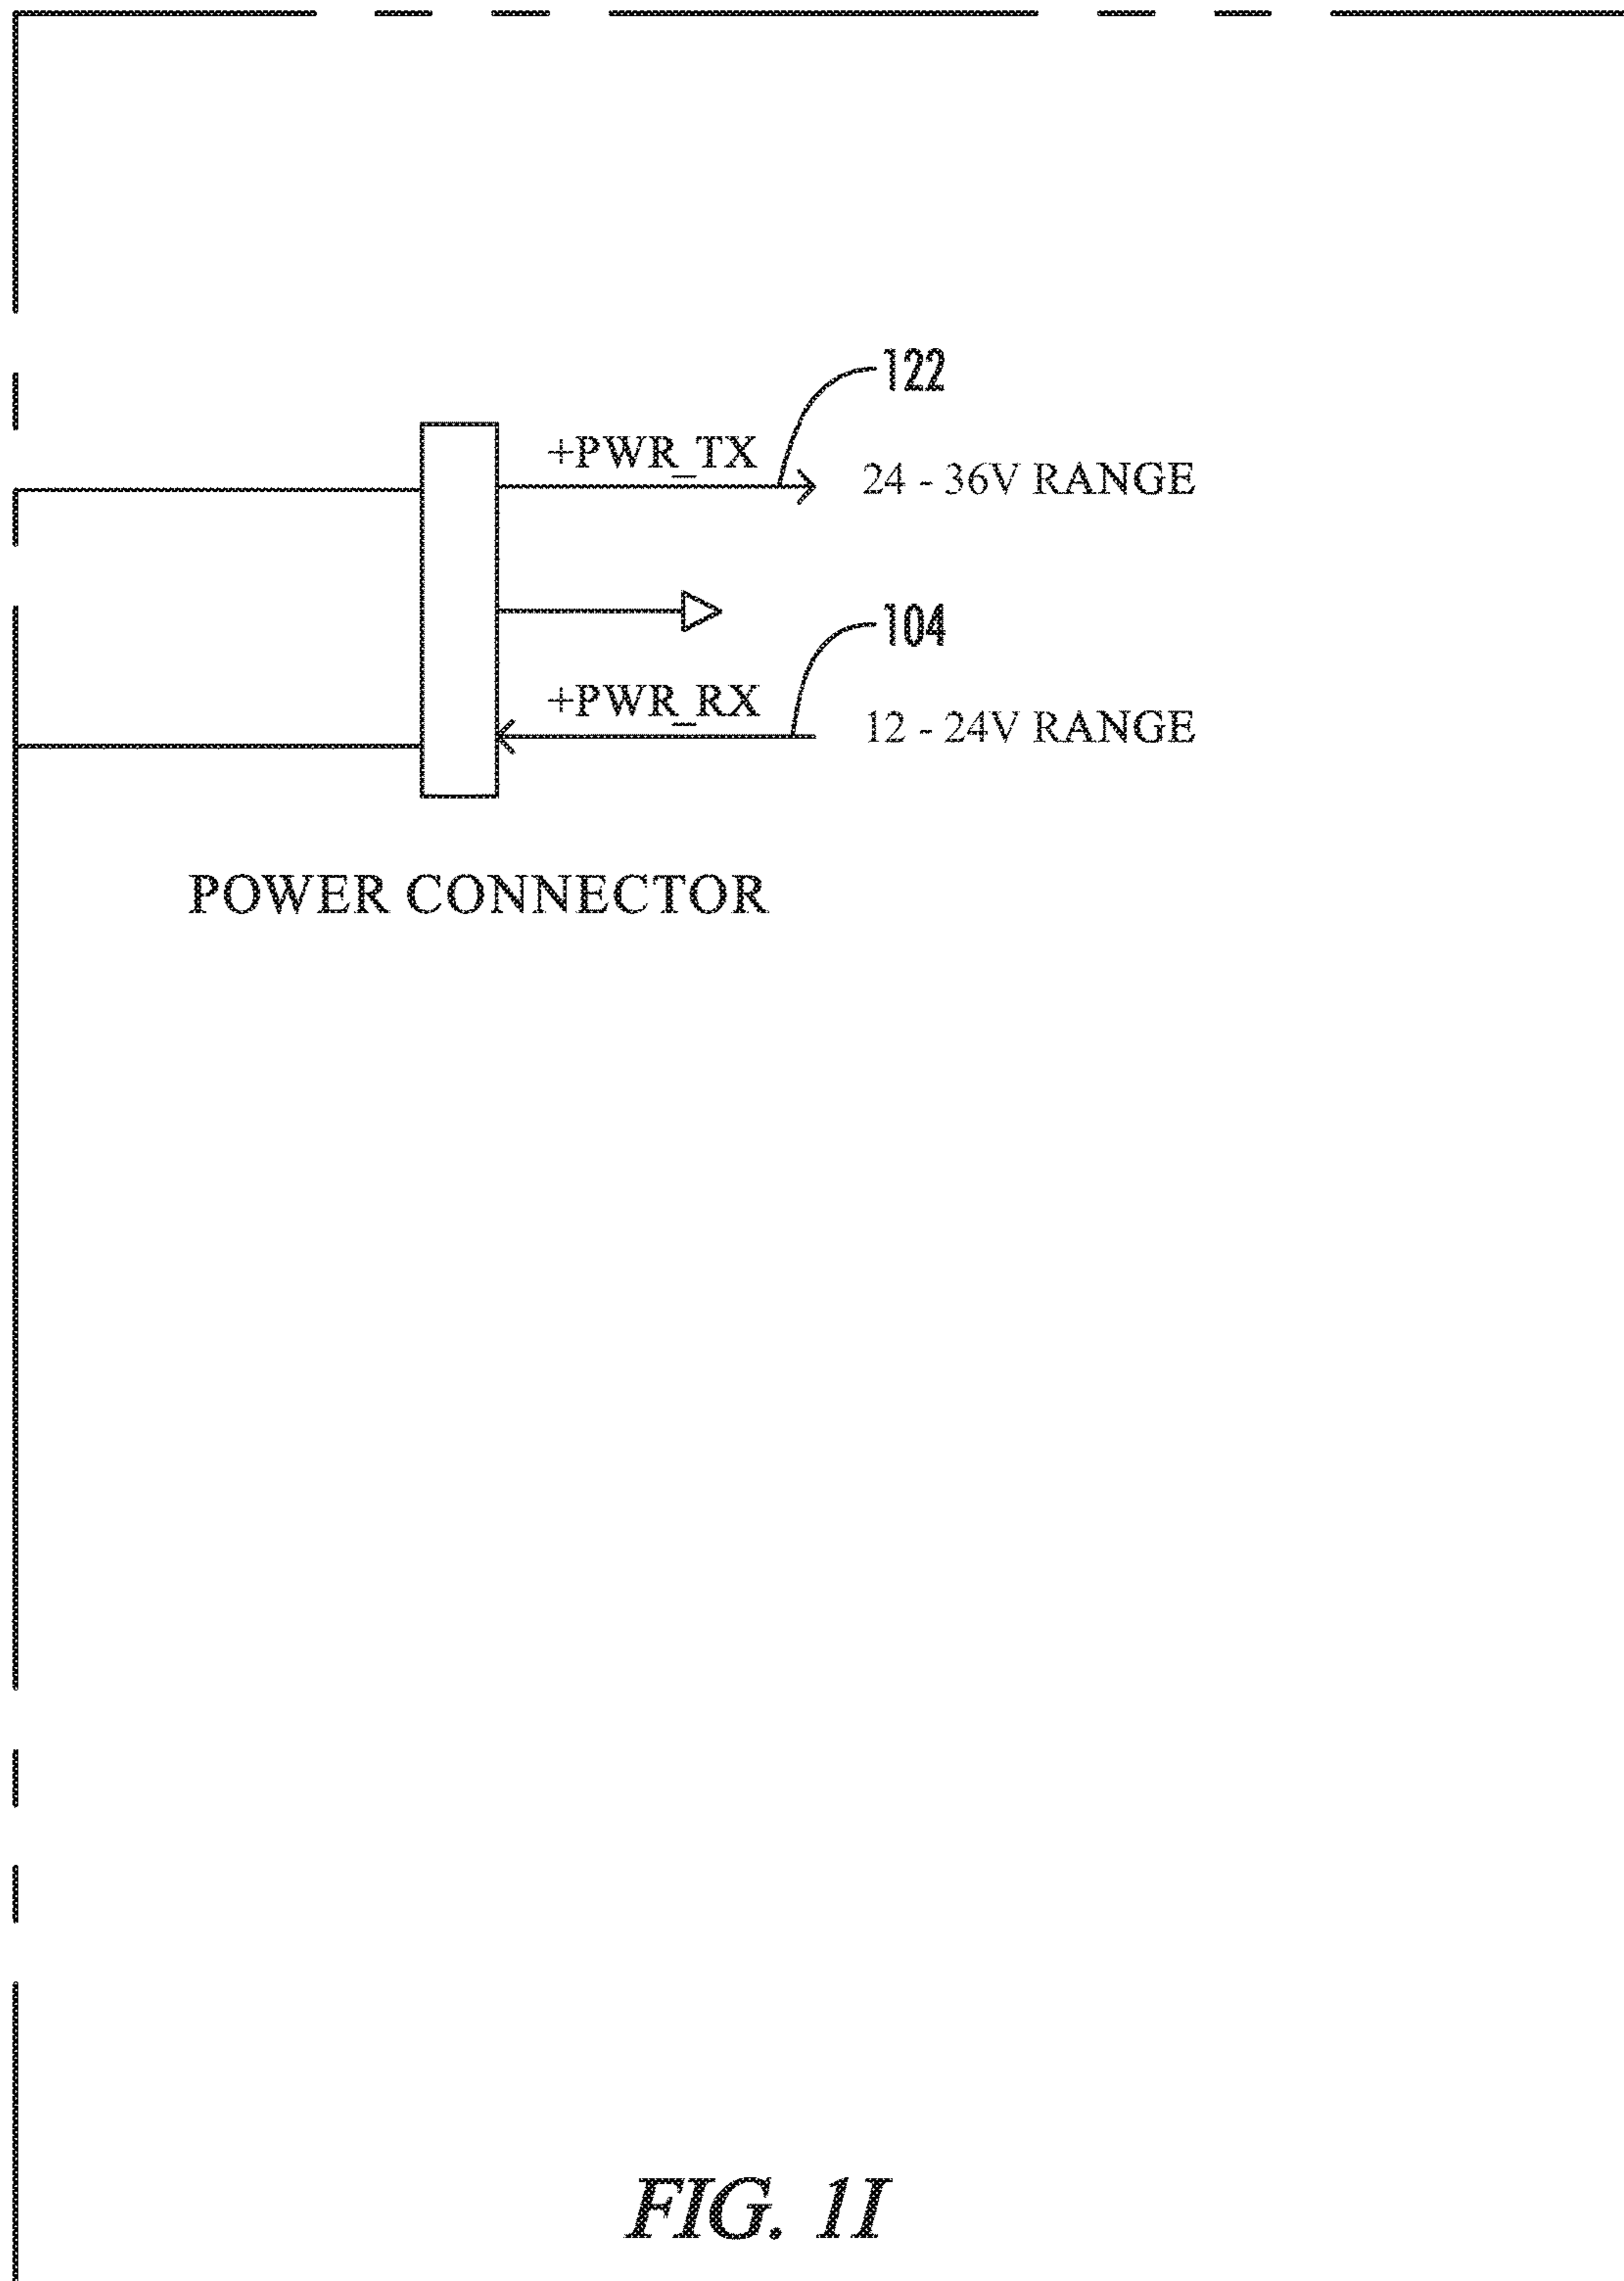 122
+PWR_TX
24 - 36V RANGE
104
+PWR_RX
12 - 24V RANGE
POWER CONNECTOR
FIG. 1I